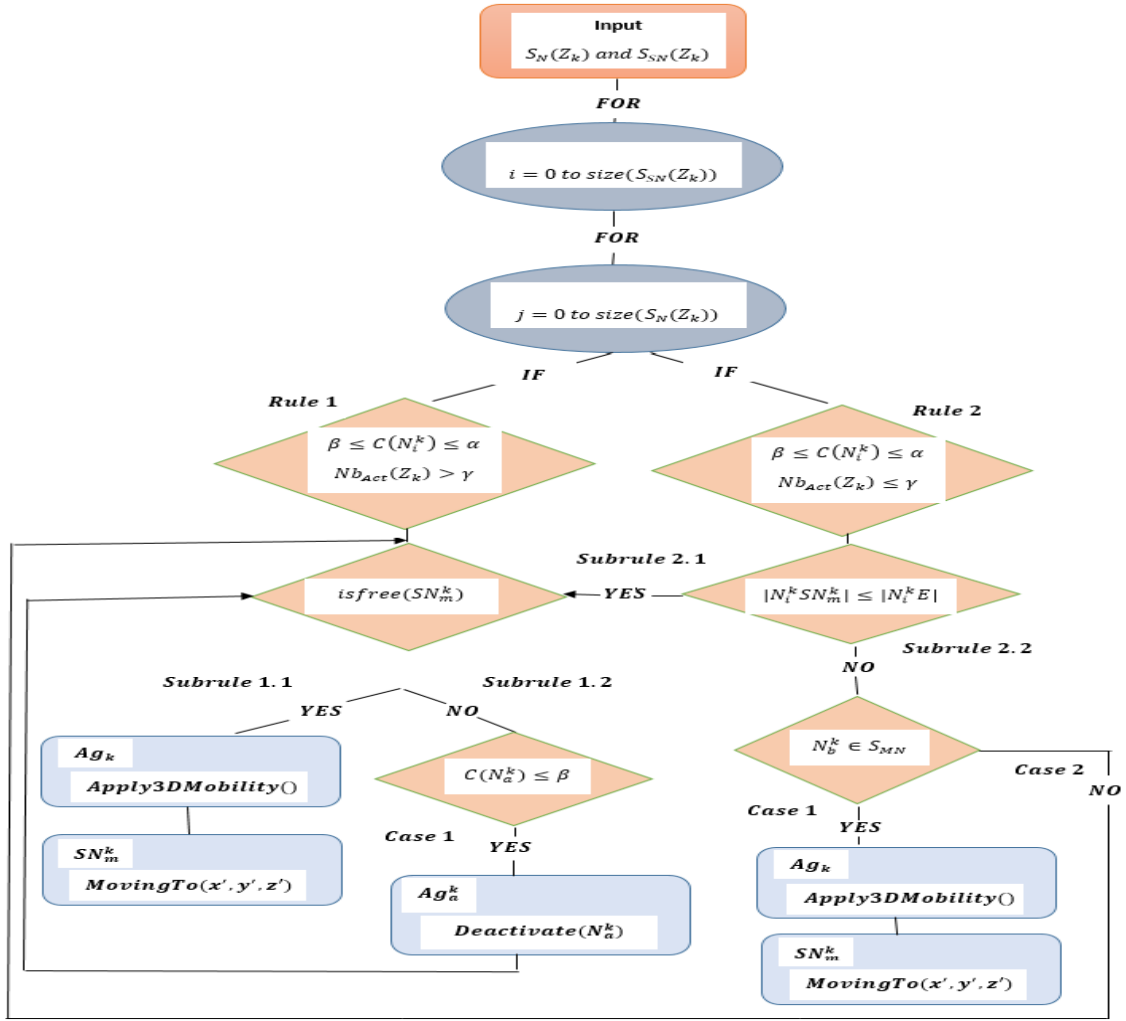 Input
S_N(Z_k) and S_SN(Z_k)
FOR
i = 0 to size(S_SN(Z_k))
FOR
j = 0 to size(S_N(Z_k))
IF
IF
Rule 1
Rule 2
β ≤ C(N_i^k) ≤ α
Nb_Act(Z_k) > γ
β ≤ C(N_i^k) ≤ α
Nb_Act(Z_k) ≤ γ
Subrule 2.1
isfree(SN_m^k)
YES
|N_i^k SN_m^k| ≤ |N_i^k E|
Subrule 2.2
NO
Subrule 1.1
Subrule 1.2
YES
NO
Ag_k
Apply3DMobility()
C(N_a^k) ≤ β
N_b^k ∈ S_MN
Case 2
NO
SN_m^k
MovingTo(x′, y′, z′)
Case 1
YES
Case 1
YES
Ag_a^k
Deactivate(N_a^k)
Ag_k
Apply3DMobility()
SN_m^k
MovingTo(x′, y′, z′)